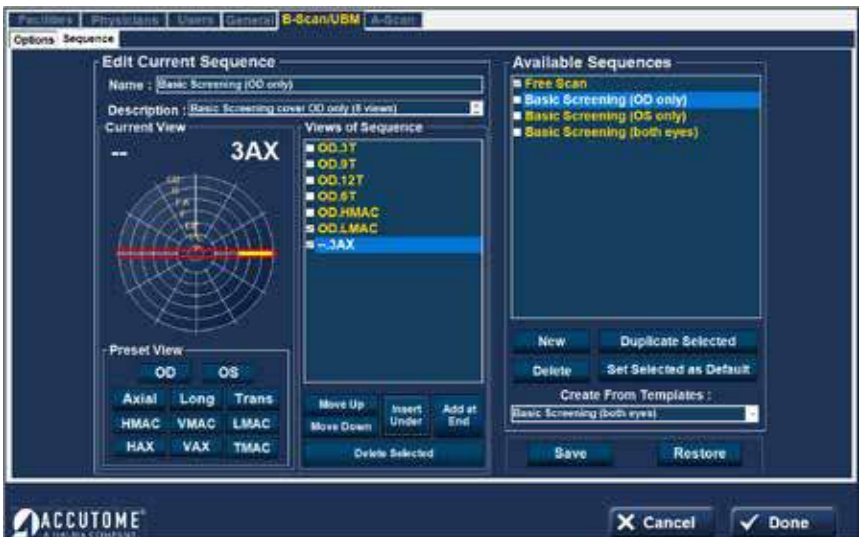 Facilities Physicians Users General B-Scan/UBM A-Scan
Options Sequence
Edit Current Sequence
Name : Basic Screening (OD only)
Description : Basic Screening cover OD only (8 views)
Current View
-- 3AX
Preset View
OD OS
Axial Long Trans
HMAC VMAC LMAC
HAX VAX TMAC
Views of Sequence
OD.3T
OD.9T
OD.12T
OD.6T
OD.HMAC
OD.LMAC
--.3AX
Move Up
Move Down
Insert Under
Add at End
Delete Selected
Available Sequences
Free Scan
Basic Screening (OD only)
Basic Screening (OS only)
Basic Screening (both eyes)
New Duplicate Selected
Delete Set Selected as Default
Create From Templates :
Basic Screening (both eyes)
Save Restore
ACCUTOME
A HALMA COMPANY
Cancel Done